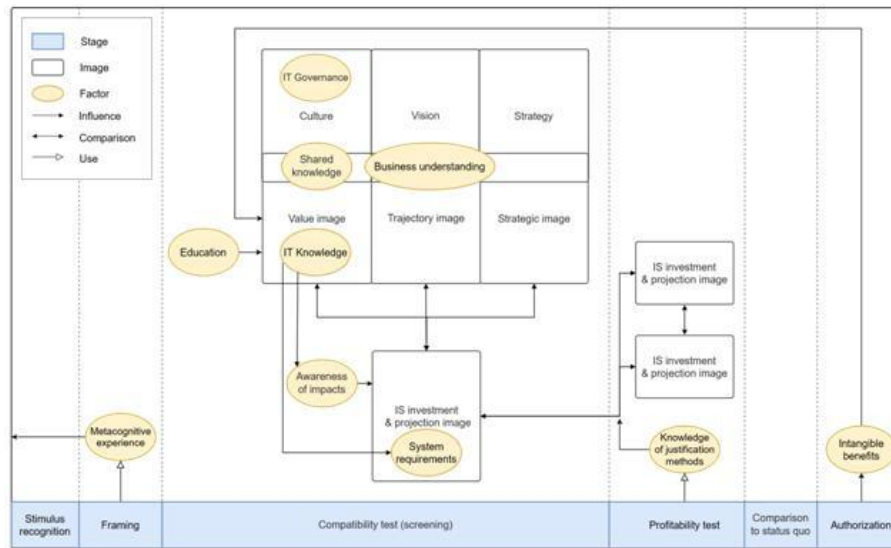 Stage
Image
Factor
Influence
Comparison
Use
IT Governance
Culture
Vision
Strategy
Shared
knowledge
Business understanding
Value image
Trajectory image
Strategic image
Education
IT Knowledge
IS investment
& projection image
IS investment
& projection image
Awareness
of impacts
IS investment
& projection image
System
requirements
Metacognitive
experience
Knowledge
of justification
methods
Intangible
benefits
Stimulus
recognition
Framing
Compatibility test (screening)
Profitability test
Comparison
to status quo
Authorization